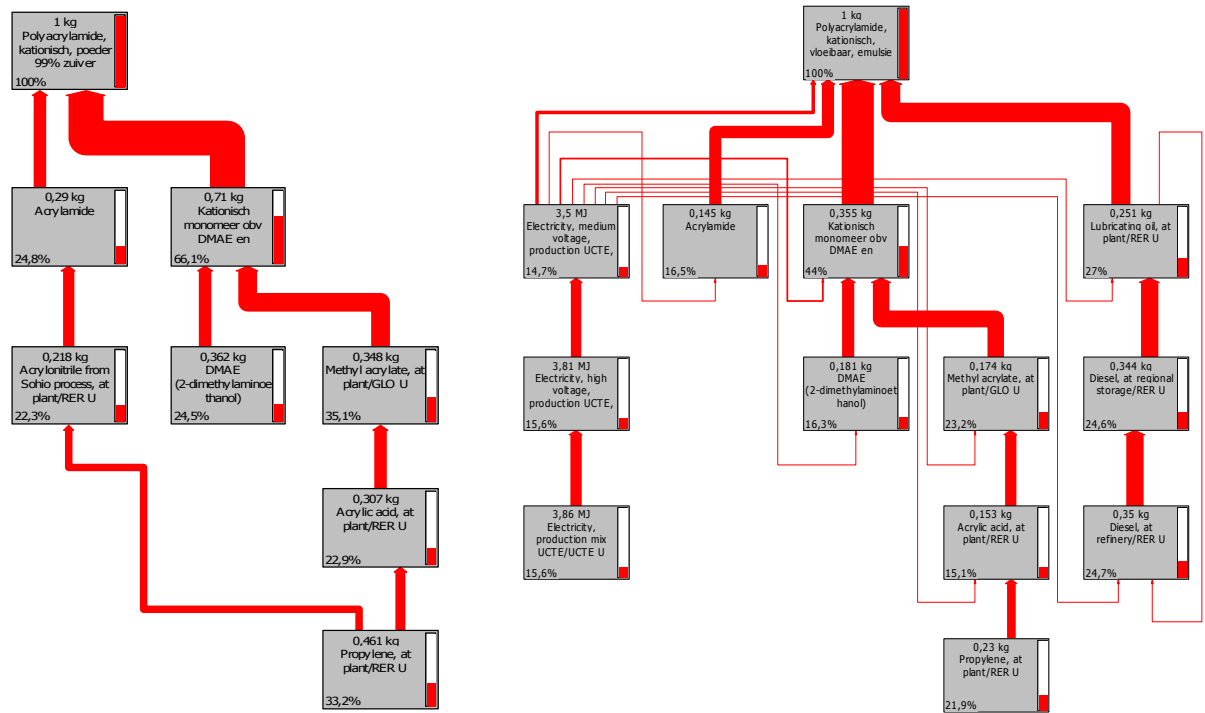 1 kg
Polyacrylamide,
kationisch, poeder
99% zuiver
100%
0,29 kg
Acrylamide
24,8%
0,71 kg
Kationisch
monomeer obv
DMAE en
66,1%
0,218 kg
Acrylonitrile from
Sohio process, at
plant/RER U
22,3%
0,362 kg
DMAE
(2-dimethylaminoe
thanol)
24,5%
0,348 kg
Methyl acrylate, at
plant/GLO U
35,1%
0,307 kg
Acrylic acid, at
plant/RER U
22,9%
0,461 kg
Propylene, at
plant/RER U
33,2%
1 kg
Polyacrylamide,
kationisch,
vloeibaar, emulsie
100%
3,5 MJ
Electricity, medium
voltage,
production UCTE,
14,7%
0,145 kg
Acrylamide
16,5%
0,355 kg
Kationisch
monomeer obv
DMAE en
44%
0,251 kg
Lubricating oil, at
plant/RER U
27%
3,81 MJ
Electricity, high
voltage,
production UCTE,
15,6%
0,181 kg
DMAE
(2-dimethylaminoet
hanol)
16,3%
0,174 kg
Methyl acrylate, at
plant/GLO U
23,2%
0,344 kg
Diesel, at regional
storage/RER U
24,6%
3,86 MJ
Electricity,
production mix
UCTE/UCTE U
15,6%
0,153 kg
Acrylic acid, at
plant/RER U
15,1%
0,35 kg
Diesel, at
refinery/RER U
24,7%
0,23 kg
Propylene, at
plant/RER U
21,9%